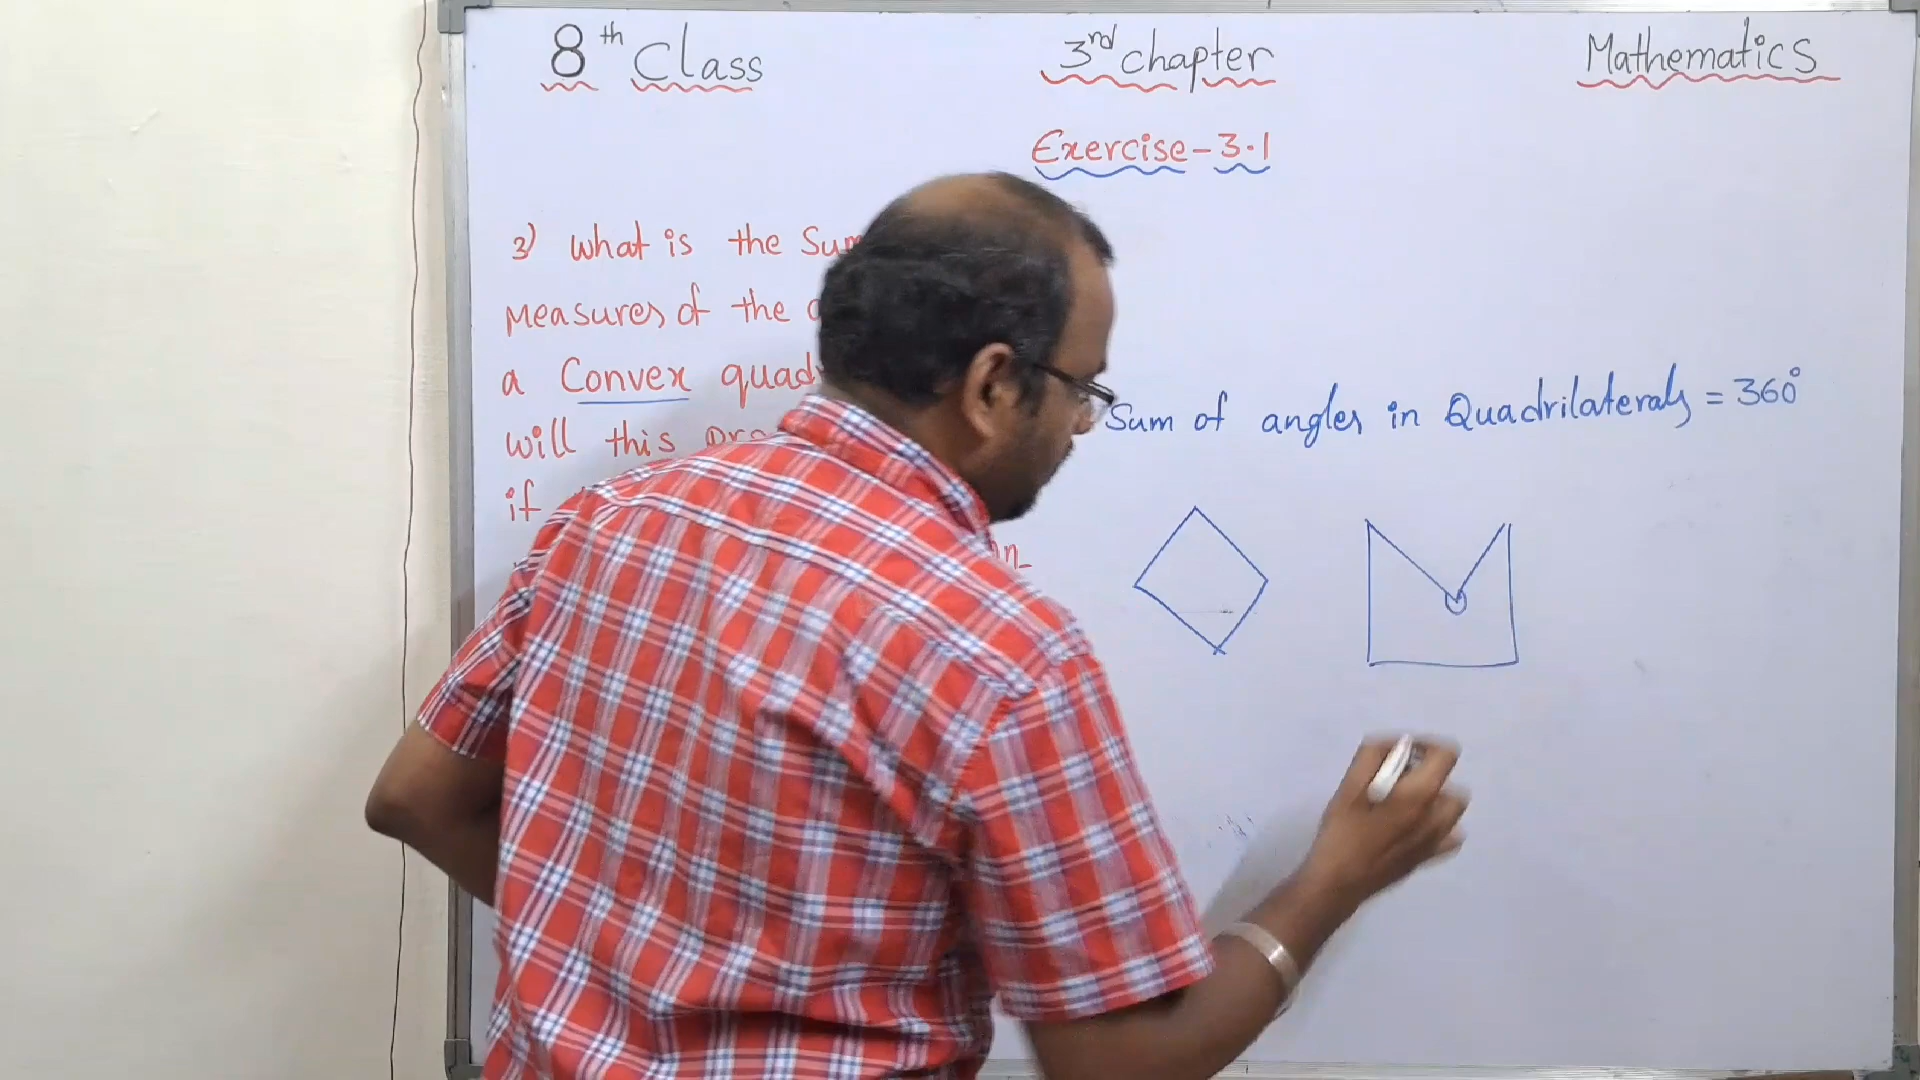 8th Class
3rd chapter
Mathematics
Exercise-3.1
3) what is the Sum
measures of the
a Convex quad
will this pro
if
Sum of angles in Quadrilaterals = 360°